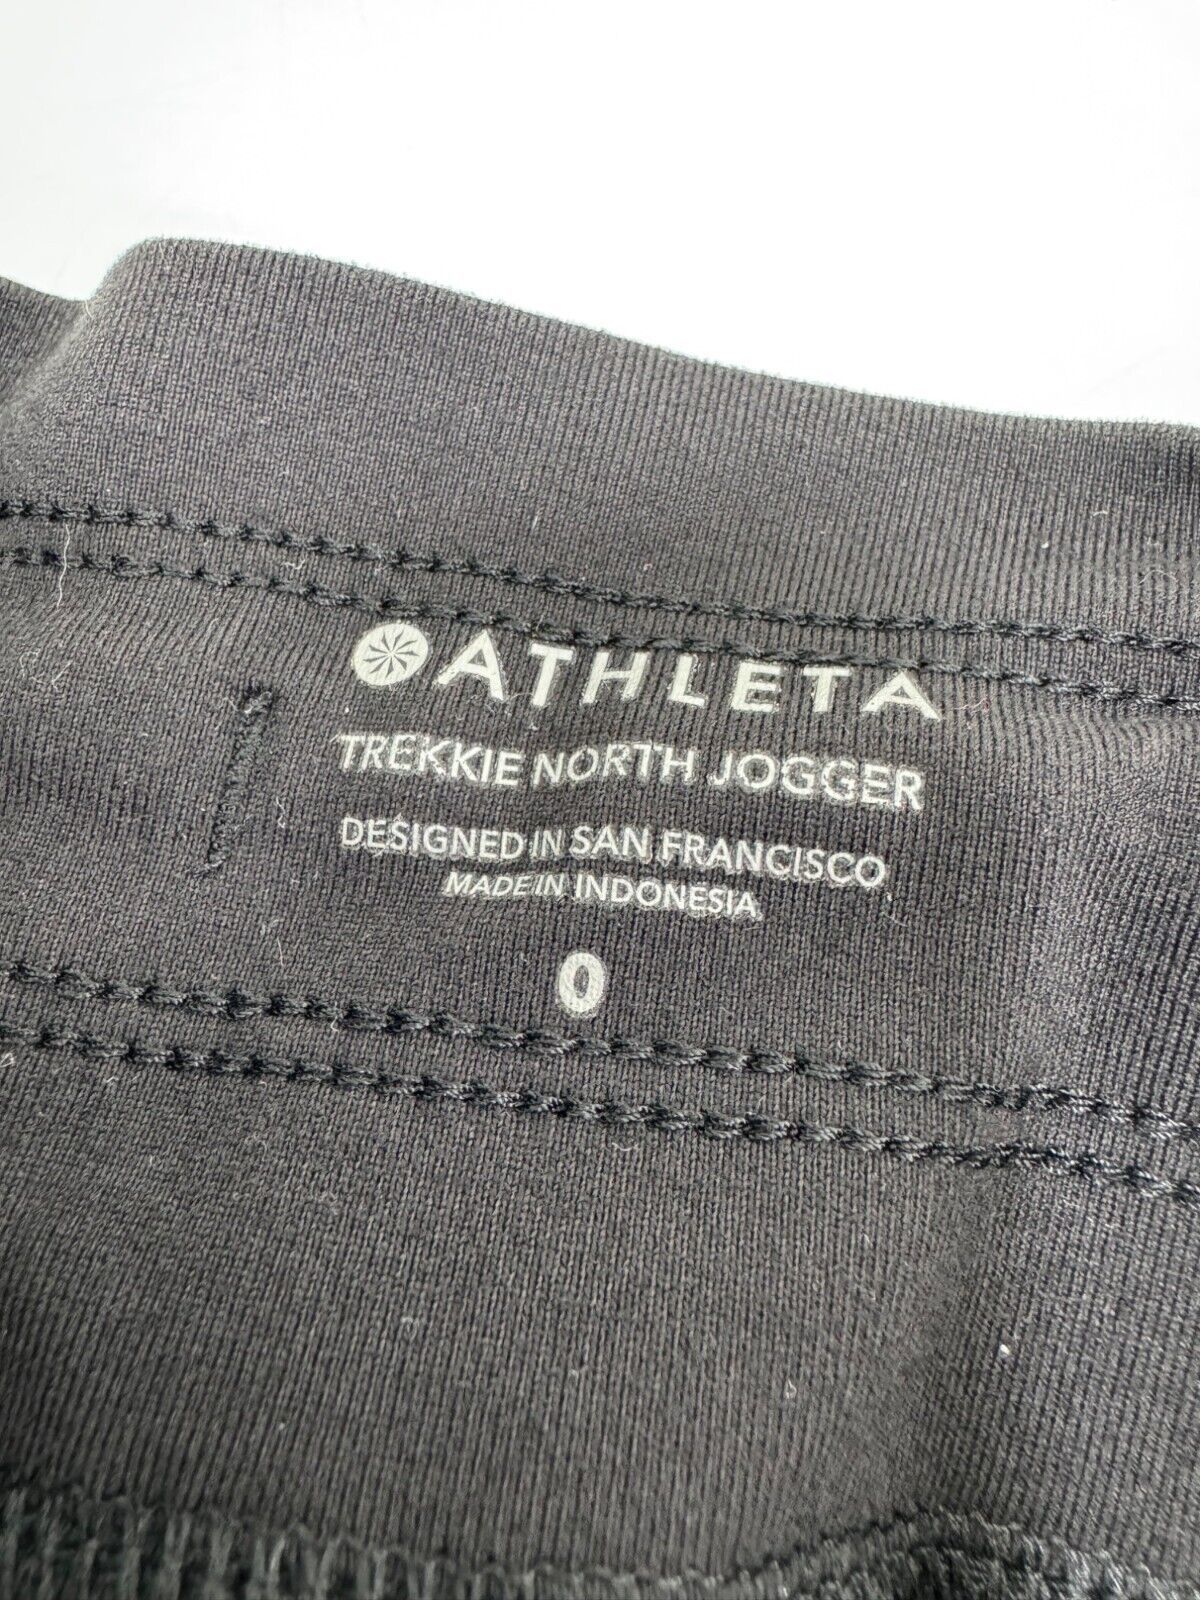 ATHLETA
TREKKIE NORTH JOGGER
DESIGNED IN SAN FRANCISCO
MADE IN INDONESIA
0